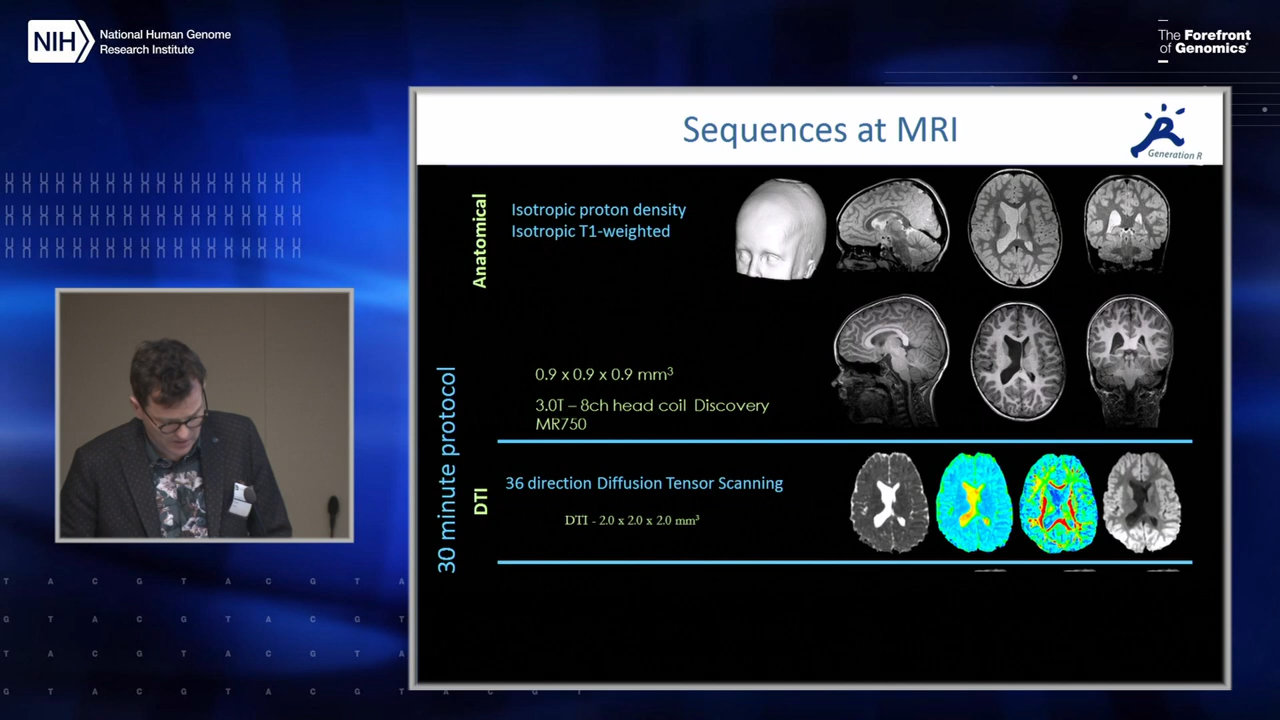 NIH
National Human Genome
Research Institute
The Forefront
of Genomics®
Sequences at MRI
Generation R
Anatomical
Isotropic proton density
Isotropic T1-weighted
0.9 x 0.9 x 0.9 mm³
3.0T – 8ch head coil Discovery
MR750
30 minute protocol
DTI
36 direction Diffusion Tensor Scanning
DTI - 2.0 x 2.0 x 2.0 mm³
T A C G T A C G T A
G T A C G T A C G T
T A C G T A C G T A
G T A C G T A C G T A C G T